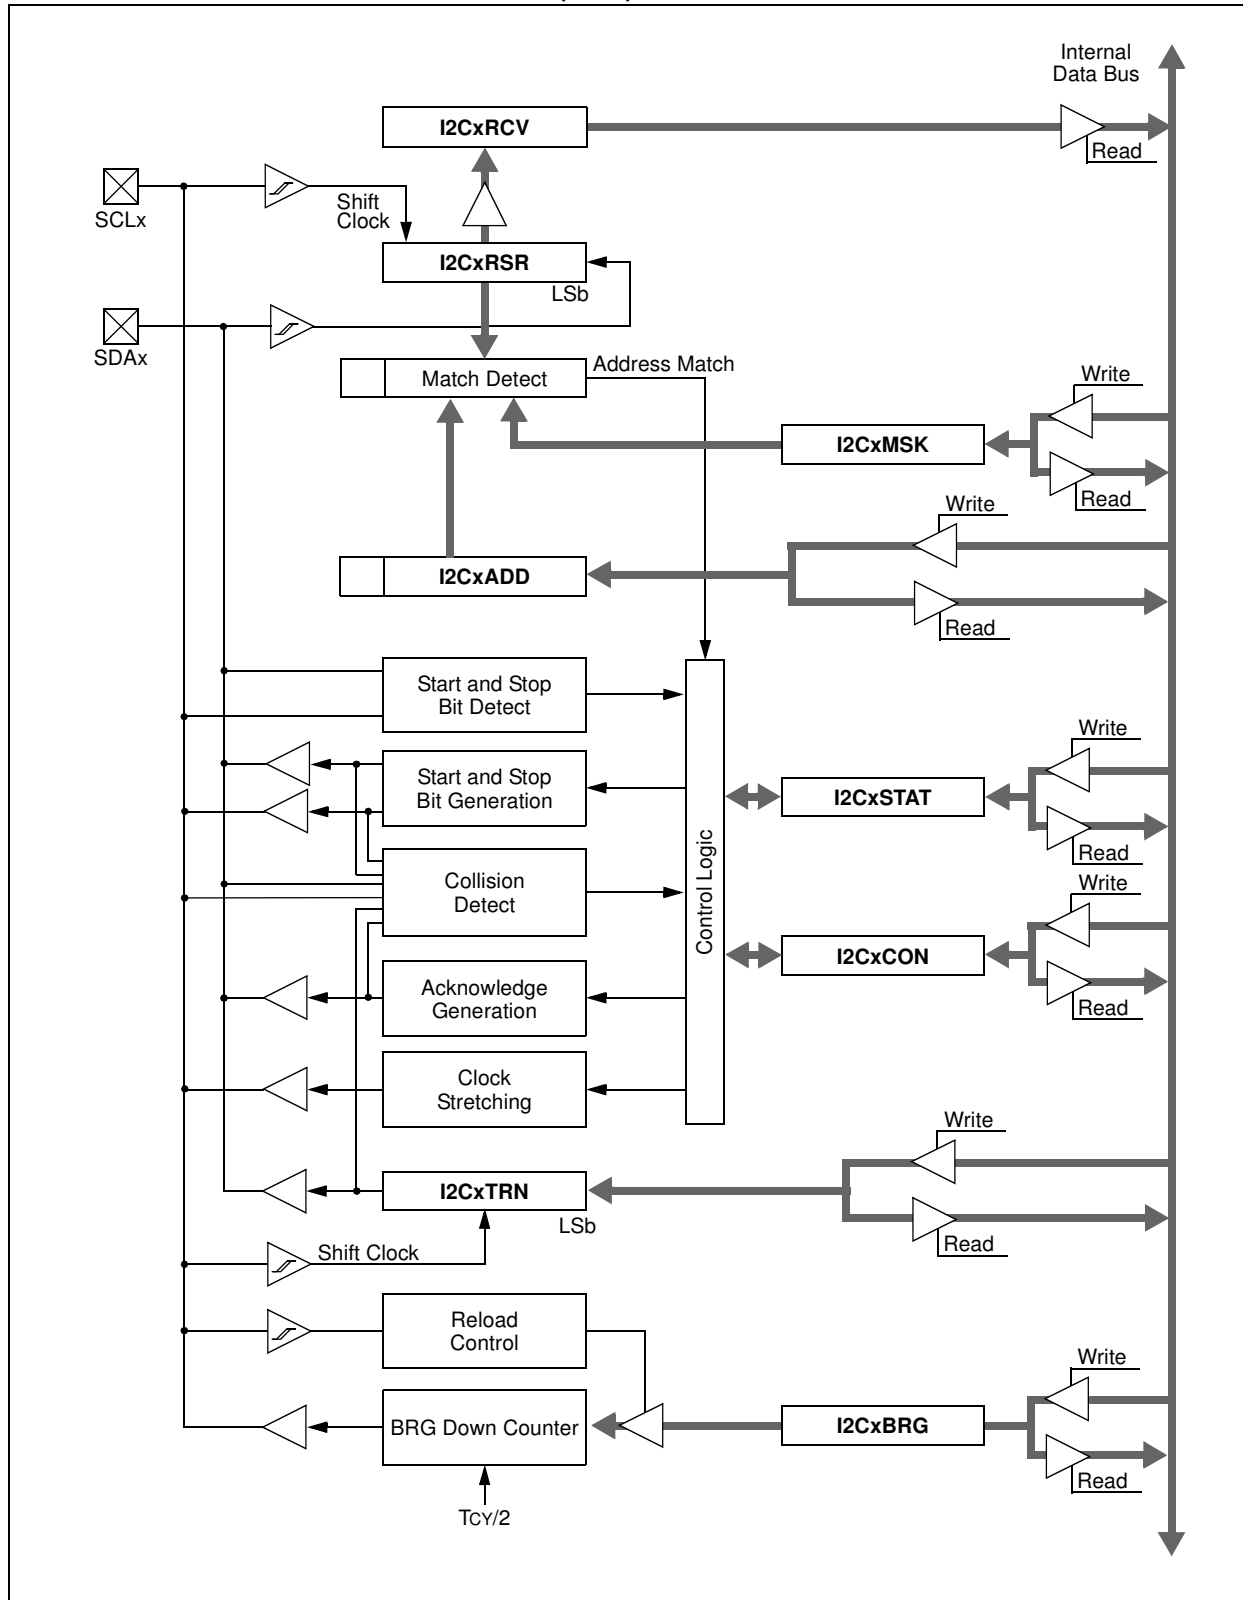 Internal
Data Bus
I2CxRCV
Read
SCLx
Shift
Clock
I2CxRSR
LSb
SDAx
Match Detect
Address Match
Write
I2CxMSK
Read
Write
I2CxADD
Read
Start and Stop
Bit Detect
Write
Start and Stop
Bit Generation
I2CxSTAT
Read
Control Logic
Collision
Detect
Write
I2CxCON
Read
Acknowledge
Generation
Clock
Stretching
Write
I2CxTRN
LSb
Read
Shift Clock
Reload
Control
Write
BRG Down Counter
I2CxBRG
Read
TCY/2